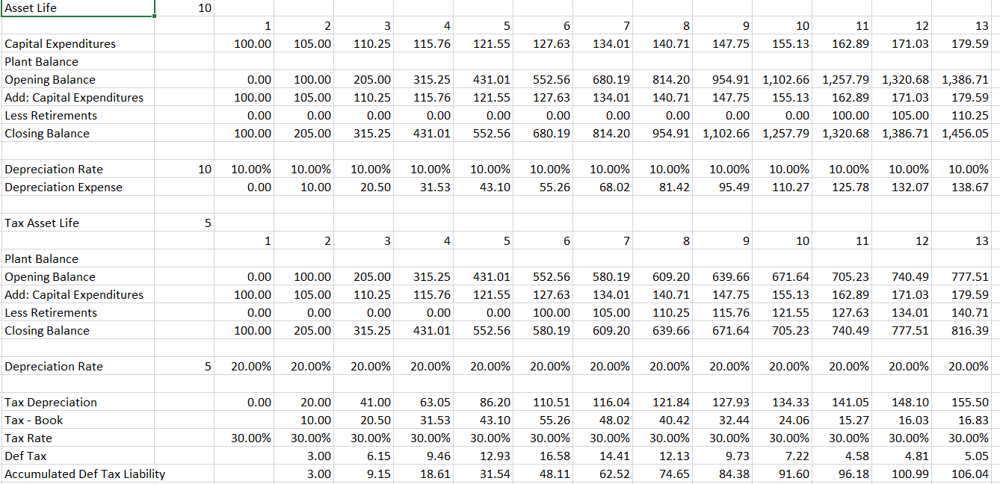 Asset Life 10
1 2 3 4 5 6 7 8 9 10 11 12 13
Capital Expenditures 100.00 105.00 110.25 115.76 121.55 127.63 134.01 140.71 147.75 155.13 162.89 171.03 179.59
Plant Balance
Opening Balance 0.00 100.00 205.00 315.25 431.01 552.56 680.19 814.20 954.91 1,102.66 1,257.79 1,320.68 1,386.71
Add: Capital Expenditures 100.00 105.00 110.25 115.76 121.55 127.63 134.01 140.71 147.75 155.13 162.89 171.03 179.59
Less Retirements 0.00 0.00 0.00 0.00 0.00 0.00 0.00 0.00 0.00 0.00 100.00 105.00 110.25
Closing Balance 100.00 205.00 315.25 431.01 552.56 680.19 814.20 954.91 1,102.66 1,257.79 1,320.68 1,386.71 1,456.05
Depreciation Rate 10 10.00% 10.00% 10.00% 10.00% 10.00% 10.00% 10.00% 10.00% 10.00% 10.00% 10.00% 10.00% 10.00%
Depreciation Expense 0.00 10.00 20.50 31.53 43.10 55.26 68.02 81.42 95.49 110.27 125.78 132.07 138.67
Tax Asset Life 5
1 2 3 4 5 6 7 8 9 10 11 12 13
Plant Balance
Opening Balance 0.00 100.00 205.00 315.25 431.01 552.56 580.19 609.20 639.66 671.64 705.23 740.49 777.51
Add: Capital Expenditures 100.00 105.00 110.25 115.76 121.55 127.63 134.01 140.71 147.75 155.13 162.89 171.03 179.59
Less Retirements 0.00 0.00 0.00 0.00 0.00 100.00 105.00 110.25 115.76 121.55 127.63 134.01 140.71
Closing Balance 100.00 205.00 315.25 431.01 552.56 580.19 609.20 639.66 671.64 705.23 740.49 777.51 816.39
Depreciation Rate 5 20.00% 20.00% 20.00% 20.00% 20.00% 20.00% 20.00% 20.00% 20.00% 20.00% 20.00% 20.00% 20.00%
Tax Depreciation 0.00 20.00 41.00 63.05 86.20 110.51 116.04 121.84 127.93 134.33 141.05 148.10 155.50
Tax - Book 10.00 20.50 31.53 43.10 55.26 48.02 40.42 32.44 24.06 15.27 16.03 16.83
Tax Rate 30.00% 30.00% 30.00% 30.00% 30.00% 30.00% 30.00% 30.00% 30.00% 30.00% 30.00% 30.00% 30.00%
Def Tax 3.00 6.15 9.46 12.93 16.58 14.41 12.13 9.73 7.22 4.58 4.81 5.05
Accumulated Def Tax Liability 3.00 9.15 18.61 31.54 48.11 62.52 74.65 84.38 91.60 96.18 100.99 106.04